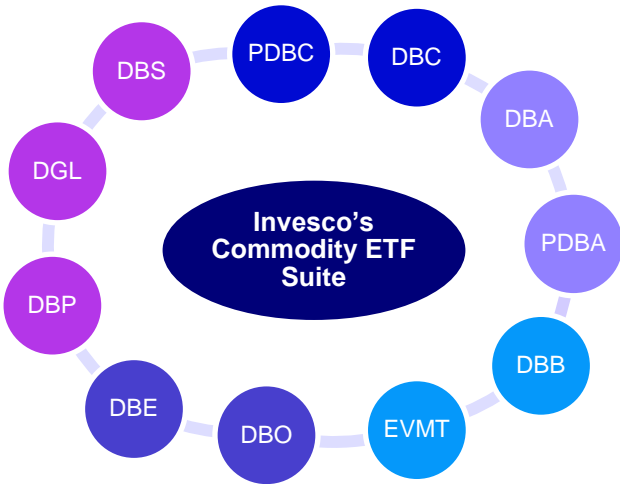 PDBC
DBC
DBS
DBA
DGL
PDBA
Invesco's
Commodity ETF
Suite
DBP
DBB
DBE
DBO
EVMT